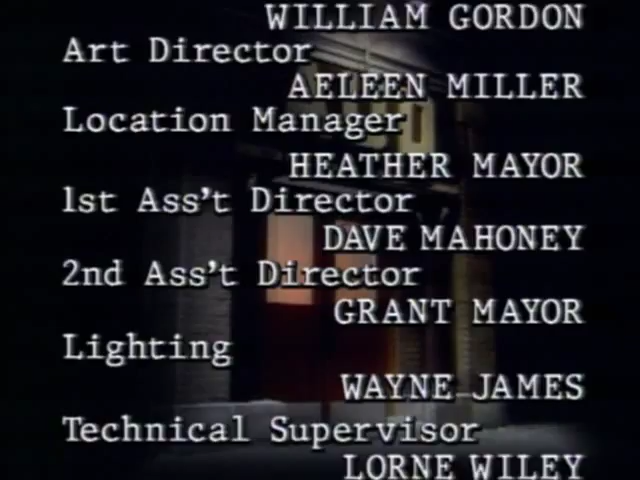 WILLIAM GORDON
Art Director
AELEEN MILLER
Location Manager
HEATHER MAYOR
1st Ass't Director
DAVE MAHONEY
2nd Ass't Director
GRANT MAYOR
Lighting
WAYNE JAMES
Technical Supervisor
LORNE WILEY